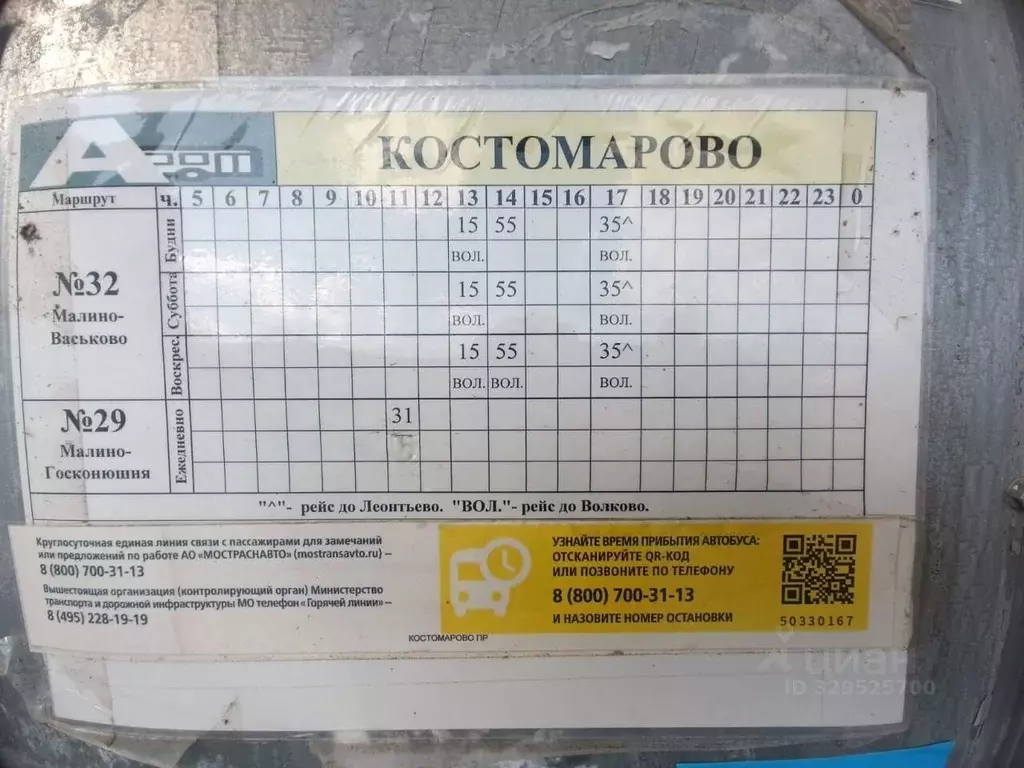 КОСТОМАРОВО
Маршрут ч. 5 6 7 8 9 10 11 12 13 14 15 16 17 18 19 20 21 22 23 0
№32
Малино-
Васьково
Будни 15 55 35^
ВОЛ. ВОЛ.
Суббота 15 55 35^
ВОЛ. ВОЛ.
Воскрес. 15 55 35^
ВОЛ. ВОЛ. ВОЛ.
№29
Малино-
Госконюшня
Ежедневно 31
"^"- рейс до Леонтьево. "ВОЛ."- рейс до Волково.
Круглосуточная единая линия связи с пассажирами для замечаний
или предложений по работе АО «МОСТРАСНАВТО» (mostransavto.ru) –
8 (800) 700-31-13
Вышестоящая организация (контролирующий орган) Министерство
транспорта и дорожной инфраструктуры МО телефон «Горячей линии» –
8 (495) 228-19-19
УЗНАЙТЕ ВРЕМЯ ПРИБЫТИЯ АВТОБУСА:
ОТСКАНИРУЙТЕ QR-КОД
ИЛИ ПОЗВОНИТЕ ПО ТЕЛЕФОНУ
8 (800) 700-31-13
И НАЗОВИТЕ НОМЕР ОСТАНОВКИ
50330167
КОСТОМАРОВО ПР
циан
ID 329525700